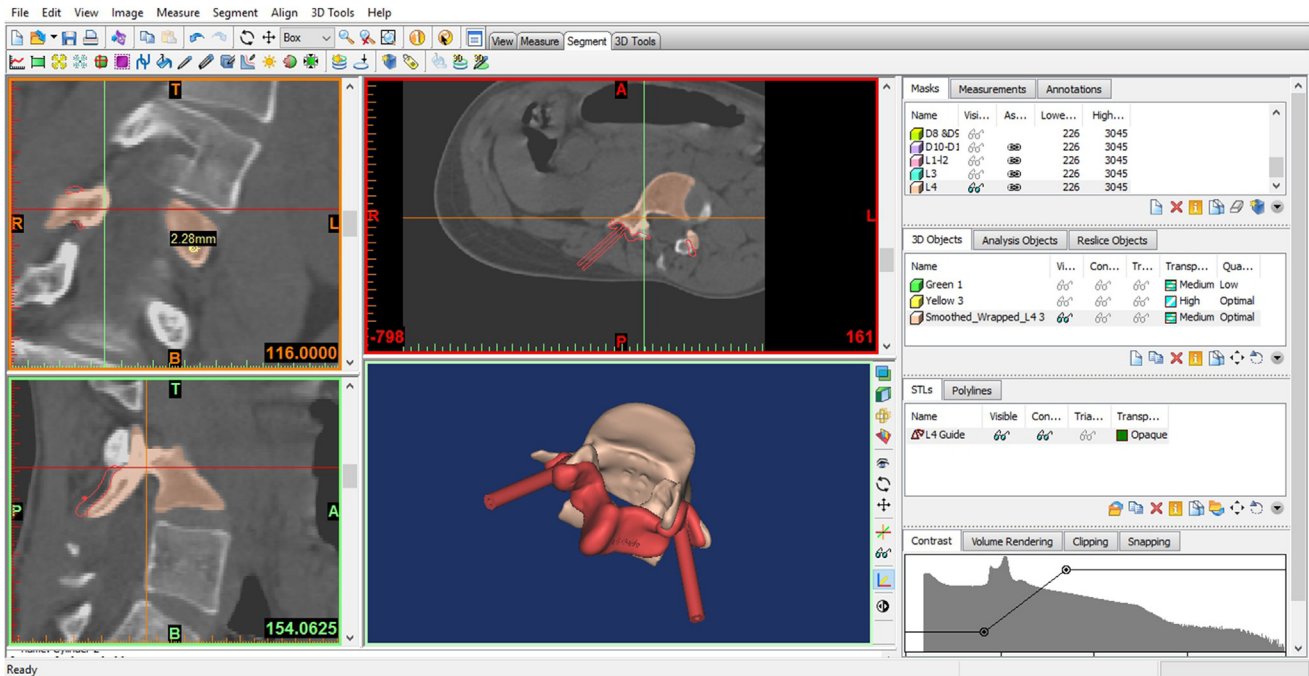 File Edit View Image Measure Segment Align 3D Tools Help
Box View Measure Segment 3D Tools
T
R L
2.28mm
B 116.0000
A
R L
-798 P 161
T
P A
B 154.0625
Masks Measurements Annotations
Name Visi... As... Lowe... High...
D8 &D9 226 3045
D10-D1 226 3045
L1-l2 226 3045
L3 226 3045
L4 226 3045
3D Objects Analysis Objects Reslice Objects
Name Vi... Con... Tr... Transp... Qua...
Green 1 Medium Low
Yellow 3 High Optimal
Smoothed_Wrapped_L4 3 Medium Optimal
STLs Polylines
Name Visible Con... Tria... Transp...
L4 Guide Opaque
Contrast Volume Rendering Clipping Snapping
Ready